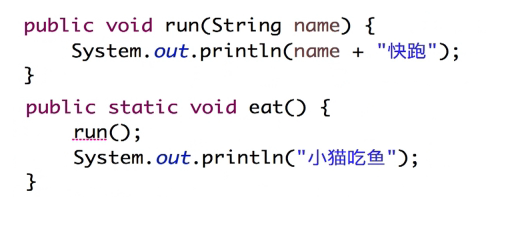 public void run(String name) {
    System.out.println(name + "快跑");
}
public static void eat() {
    run();
    System.out.println("小猫吃鱼");
}